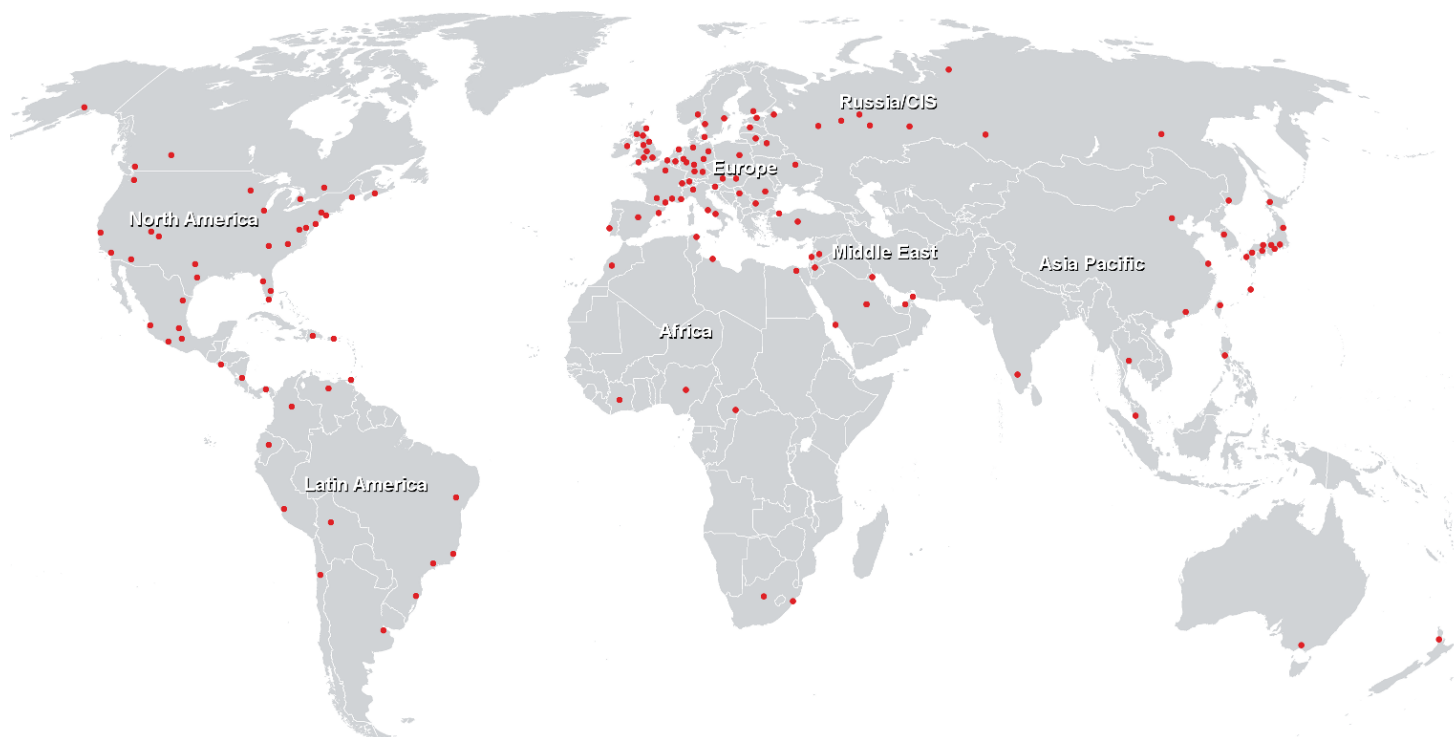 Russia/CIS
Europe
North America
Middle East
Asia Pacific
Africa
Latin America